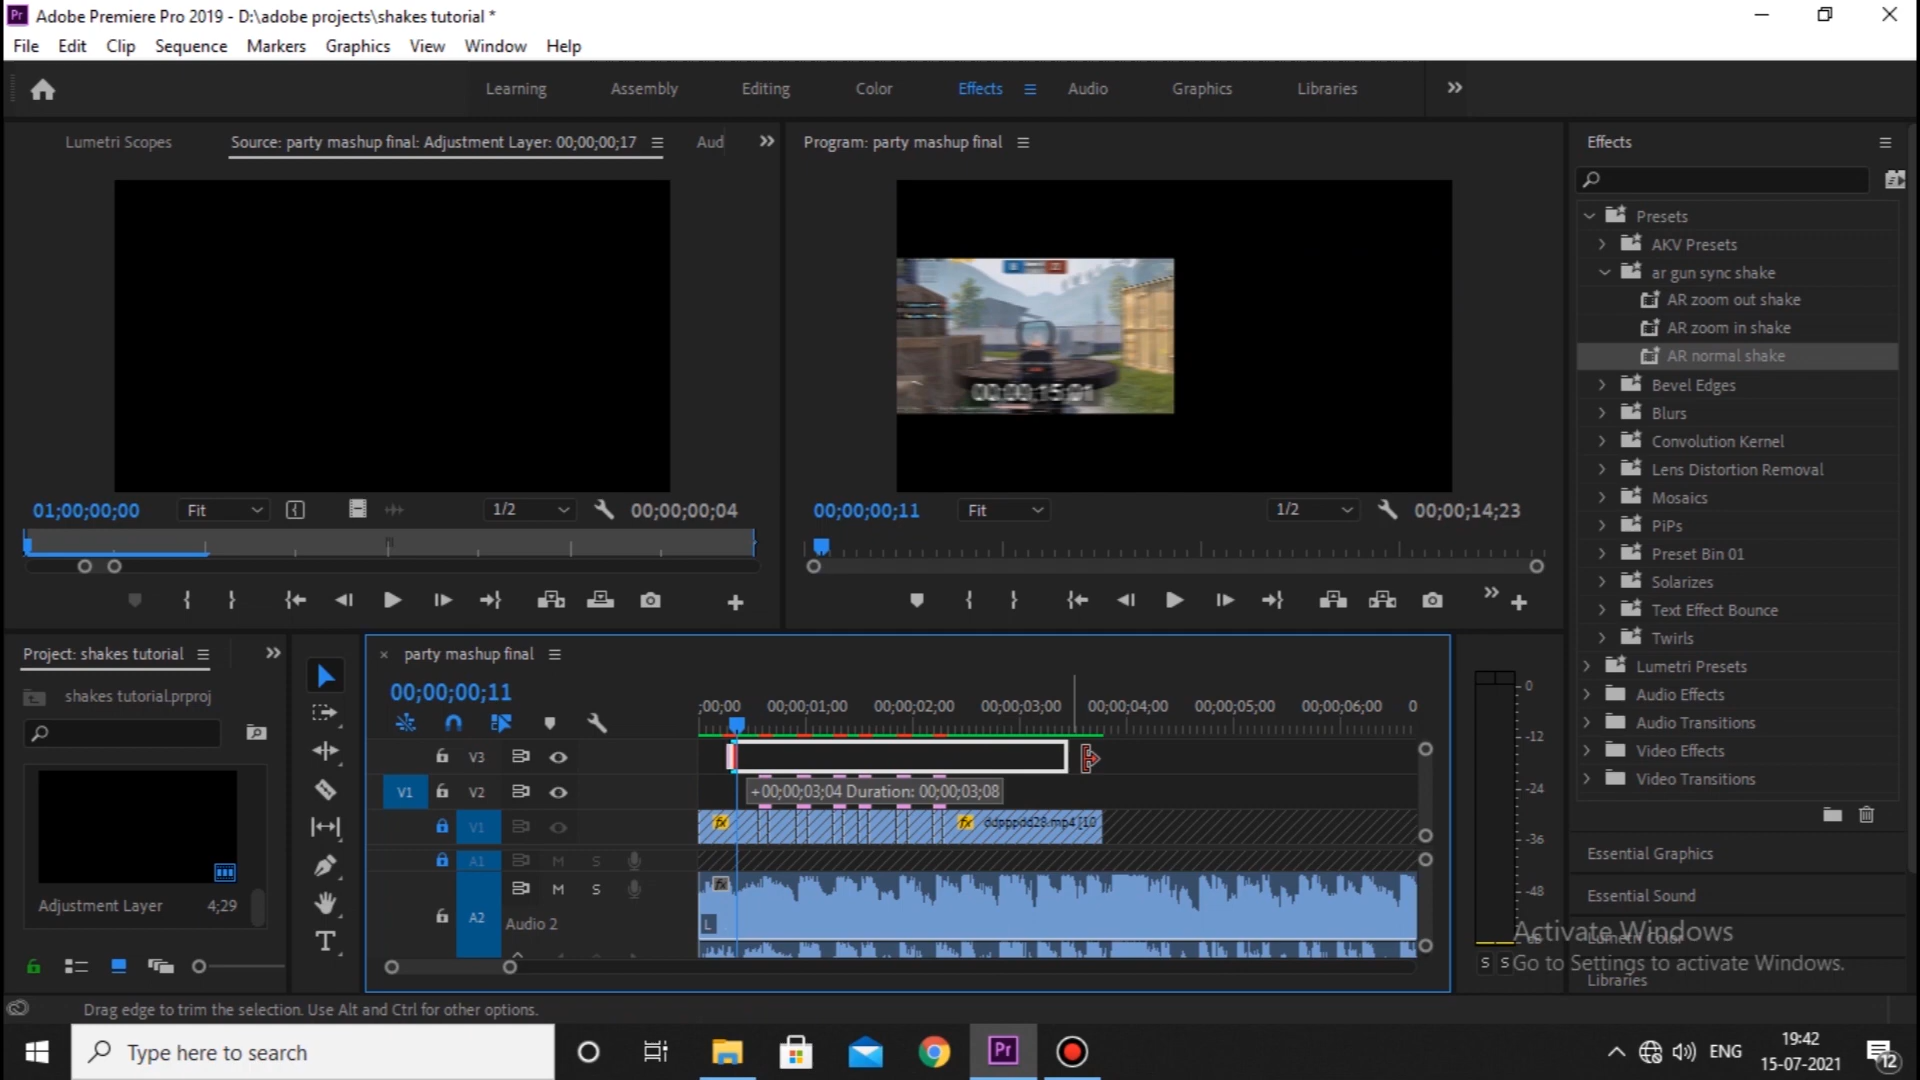 Adobe Premiere Pro 2019 - D:\adobe projects\shakes tutorial *
File Edit Clip Sequence Markers Graphics View Window Help
Learning Assembly Editing Color Effects Audio Graphics Libraries
Lumetri Scopes Source: party mashup final: Adjustment Layer: 00;00;00;17 Aud
Program: party mashup final
Effects
Presets
AKV Presets
ar gun sync shake
AR zoom out shake
AR zoom in shake
AR normal shake
Bevel Edges
Blurs
Convolution Kernel
Lens Distortion Removal
Mosaics
PiPs
Preset Bin 01
Solarizes
Text Effect Bounce
Twirls
Lumetri Presets
Audio Effects
Audio Transitions
Video Effects
Video Transitions
Essential Graphics
Essential Sound
Lumetri Color
Libraries
00;00;15;01
01;00;00;00 Fit 1/2 00;00;00;04
00;00;00;11 Fit 1/2 00;00;14;23
Project: shakes tutorial
shakes tutorial.prproj
Adjustment Layer 4;29
party mashup final
00;00;00;11
;00;00 00;00;01;00 00;00;02;00 00;00;03;00 00;00;04;00 00;00;05;00 00;00;06;00 0
V3
V1 V2
+00;00;03;04 Duration: 00;00;03;08
V1 fx fx ddpppdd28.mp4 [10
A1 M S
fx M S
A2 Audio 2
L
0
-12
-24
-36
-48
dB
S S
Activate Windows
Go to Settings to activate Windows.
Drag edge to trim the selection. Use Alt and Ctrl for other options.
Type here to search
Pr
ENG
19:42
15-07-2021
12